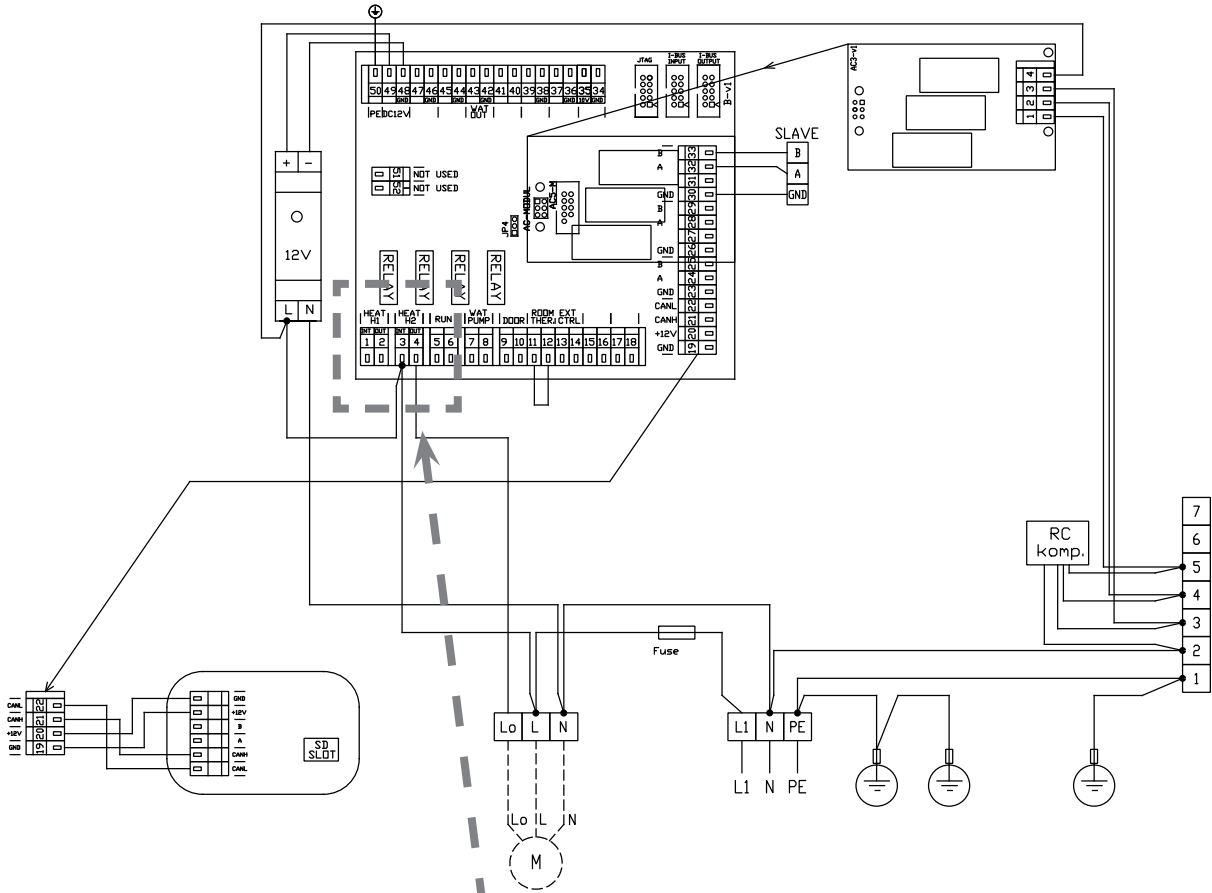 JTAG
I-BUS
INPUT
I-BUS
OUTPUT
B-v1
AC3-v1
4
3
2
1
50 49 48 47 46 45 44 43 42 41 40 39 38 37 36 35 34
GND GND GND GND GND GND 10V GND
PE DC12V
WAT
OUT
SLAVE
B
A
GND
+ -
12V
L N
51 NOT USED
52 NOT USED
JP4
AC-MODUL
AC5-M
B
A
GND
B
A
GND
B
A
GND
CANL
CANH
+12V
GND
33
32
31
30
29
28
27
26
25
24
23
22
21
20
19
RELAY
RELAY
RELAY
RELAY
HEAT
H1
HEAT
H2
RUN
WAT
PUMP
DOOR
ROOM
THER.
EXT
CTRL
INT OUT INT OUT
1 2 3 4 5 6 7 8 9 10 11 12 13 14 15 16 17 18
7
6
5
4
3
2
1
RC
komp.
Fuse
CANL
CANH
+12V
GND
22
21
20
19
GND
+12V
B
A
CANH
CANL
SD
SLOT
Lo L N
L1 N PE
L1 N PE
Lo L N
M